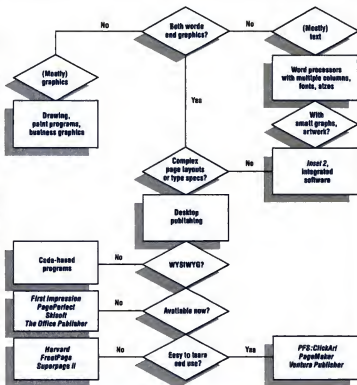 No
Both words
and graphics?
No
(Mostly)
text
(Mostly)
graphics
Word processors
with multiple columns,
fonts, sizes
Drawing,
paint programs,
business graphics
Yes
With
small graphs,
artwork?
Complex
page layouts
or type specs?
No
Inset 2,
integrated
software
Desktop
publishing
Code-based
programs
No
WYSIWYG?
First Impression
PagePerfect
Skisoft
The Office Publisher
No
Available now?
Harvard
FrontPage
Superpage II
No
Easy to learn
and use?
Yes
PFS:ClickArt
PageMaker
Ventura Publisher